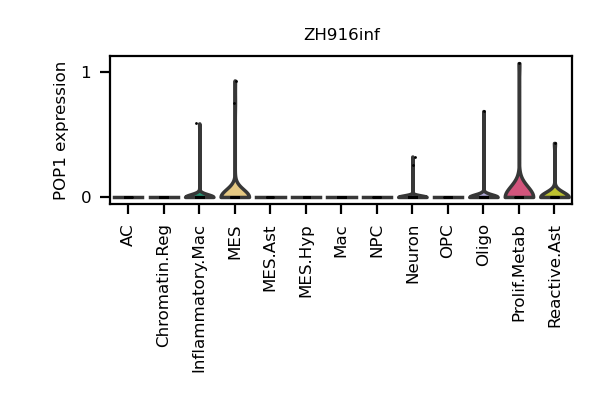 ZH916inf
POP1 expression
1
0
AC
Chromatin.Reg
Inflammatory.Mac
MES
MES.Ast
MES.Hyp
Mac
NPC
Neuron
OPC
Oligo
Prolif.Metab
Reactive.Ast